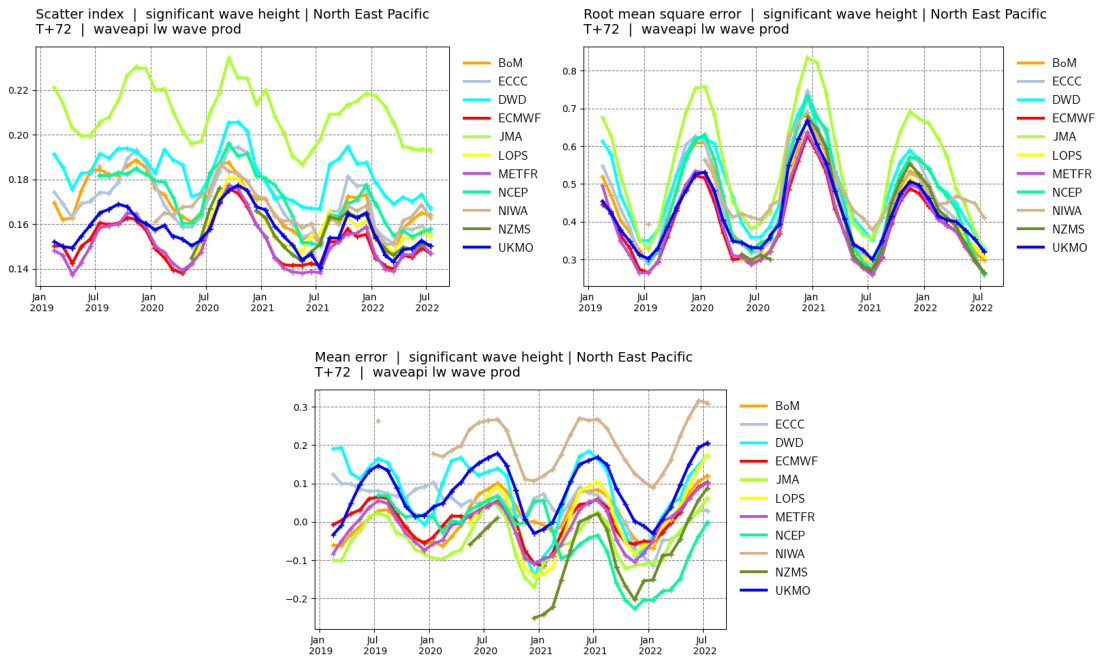 Scatter index | significant wave height | North East Pacific
T+72 | waveapi lw wave prod
0.22
0.20
0.18
0.16
0.14
Jan 2019
Jul
Jan 2020
Jul
Jan 2021
Jul 2021
Jan 2022
Jul 2022
BoM
ECCC
DWD
ECMWF
JMA
LOPS
METFR
NCEP
NIWA
NZMS
UKMO
Root mean square error | significant wave height | North East Pacific
T+72 | waveapi lw wave prod
0.8
0.7
0.6
0.5
0.4
0.3
Jan 2019
Jul
Jan 2020
Jul 2020
Jan 2021
Jul 2021
Jan 2022
Jul 2022
BoM
ECCC
DWD
ECMWF
JMA
LOPS
METFR
NCEP
NIWA
NZMS
UKMO
Mean error | significant wave height | North East Pacific
T+72 | waveapi lw wave prod
0.3
0.2
0.1
0.0
−0.1
−0.2
Jan 2019
Jul 2019
Jan 2020
Jul 2020
Jan 2021
Jul 2021
Jan 2022
Jul 2022
BoM
ECCC
DWD
ECMWF
JMA
LOPS
METFR
NCEP
NIWA
NZMS
UKMO